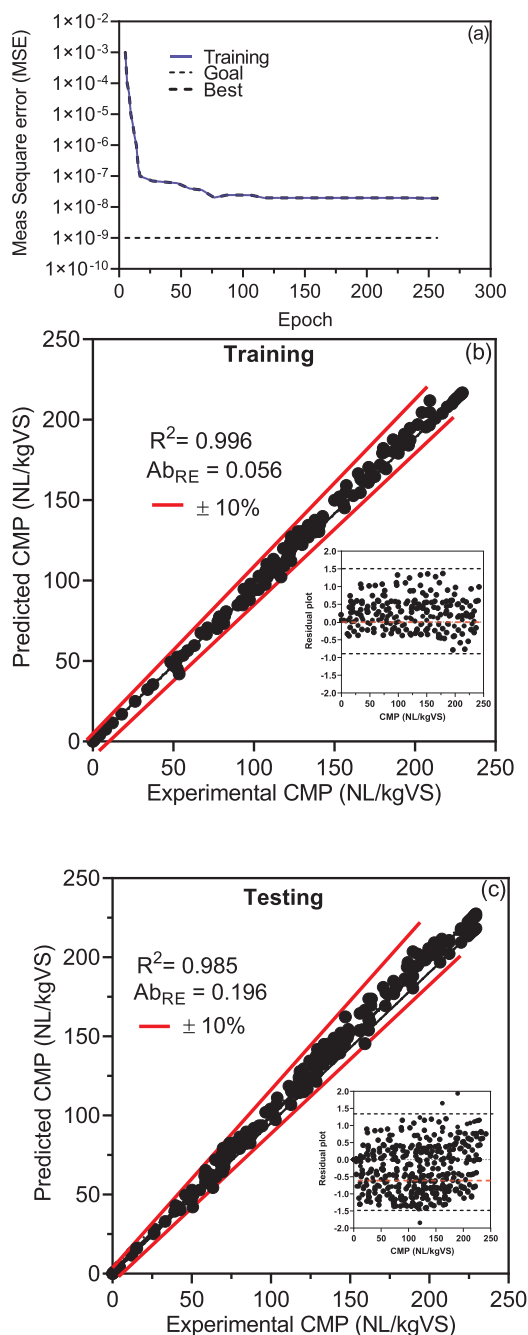 (a)
1×10-2
1×10-3
1×10-4
1×10-5
1×10-6
1×10-7
1×10-8
1×10-9
1×10-10
Meas Sequare error (MSE)
Training
Goal
Best
0 50 100 150 200 250 300
Epoch
(b)
Training
250
200
150
100
50
0
Predicted CMP (NL/kgVS)
R2= 0.996
AbRE = 0.056
± 10%
2.0
1.5
1.0
0.5
0.0
-0.5
-1.0
-1.5
-2.0
Residual plot
0 50 100 150 200 250
CMP (NL/kgVS)
0 50 100 150 200 250
Experimental CMP (NL/kgVS)
(c)
Testing
250
200
150
100
50
0
Predicted CMP (NL/kgVS)
R2= 0.985
AbRE = 0.196
± 10%
2.0
1.5
1.0
0.5
0.0
-0.5
-1.0
-1.5
-2.0
Residual plot
0 50 100 150 200 250
CMP (NL/kgVS)
0 50 100 150 200 250
Experimental CMP (NL/kgVS)